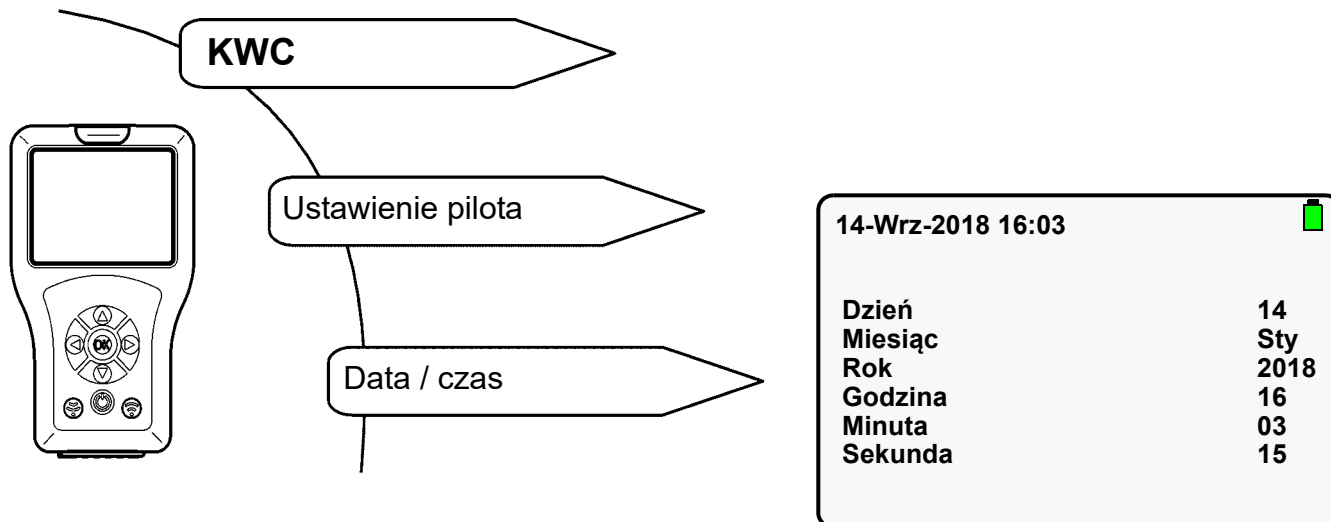 KWC
Ustawienie pilota
Data / czas
OK
14-Wrz-2018 16:03
Dzień 14
Miesiąc Sty
Rok 2018
Godzina 16
Minuta 03
Sekunda 15